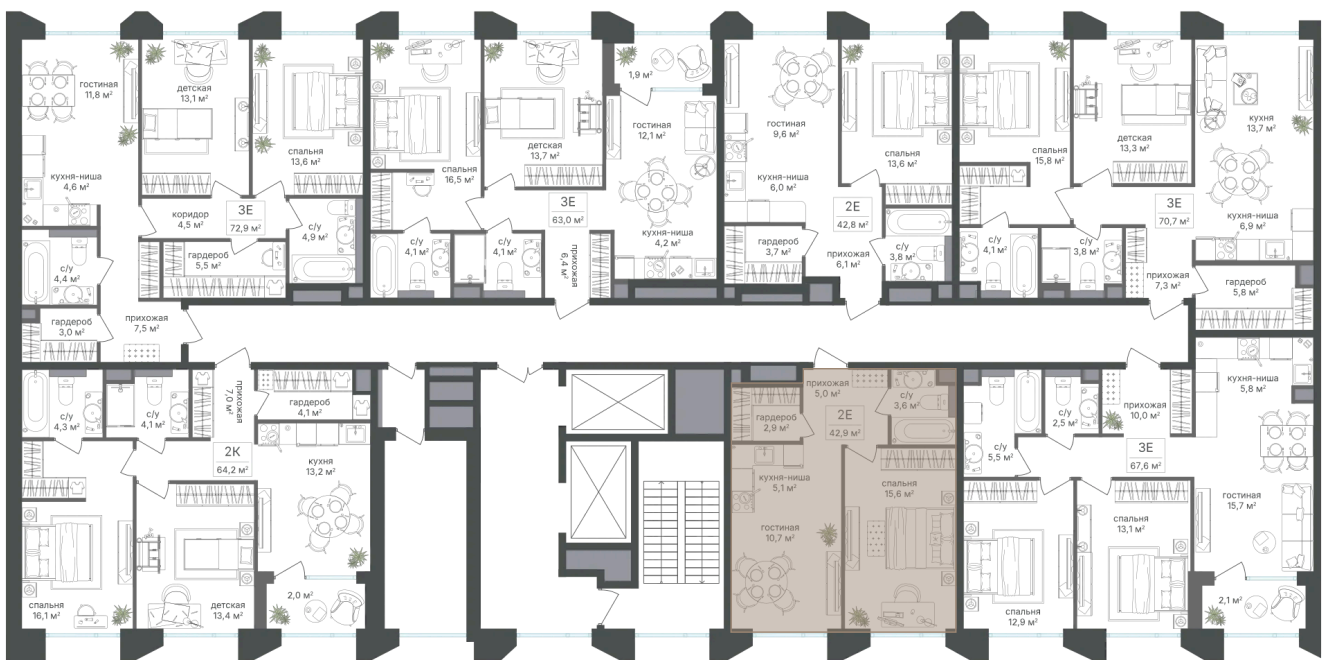 гостиная
11,8 м²
кухня-ниша
4,6 м²
с/у
4,4 м²
гардероб
3,0 м²
прихожая
7,5 м²
детская
13,1 м²
коридор
4,5 м²
3Е
72,9 м²
гардероб
5,5 м²
спальня
13,6 м²
с/у
4,9 м²
спальня
16,5 м²
с/у
4,1 м²
детская
13,7 м²
с/у
4,1 м²
3Е
63,0 м²
прихожая
6,4 м²
1,9 м²
гостиная
12,1 м²
кухня-ниша
4,2 м²
гостиная
9,6 м²
кухня-ниша
6,0 м²
гардероб
3,7 м²
спальня
13,6 м²
2Е
42,8 м²
прихожая
6,1 м²
с/у
3,8 м²
спальня
15,8 м²
с/у
4,1 м²
детская
13,3 м²
с/у
3,8 м²
3Е
70,7 м²
прихожая
7,3 м²
кухня
13,7 м²
кухня-ниша
6,9 м²
гардероб
5,8 м²
с/у
4,3 м²
с/у
4,1 м²
прихожая
7,0 м²
гардероб
4,1 м²
2К
64,2 м²
кухня
13,2 м²
спальня
16,1 м²
детская
13,4 м²
2,0 м²
гардероб
2,9 м²
прихожая
5,0 м²
2Е
42,9 м²
с/у
3,6 м²
кухня-ниша
5,1 м²
гостиная
10,7 м²
спальня
15,6 м²
с/у
5,5 м²
с/у
2,5 м²
прихожая
10,0 м²
3Е
67,6 м²
кухня-ниша
5,8 м²
гостиная
15,7 м²
спальня
13,1 м²
спальня
12,9 м²
2,1 м²